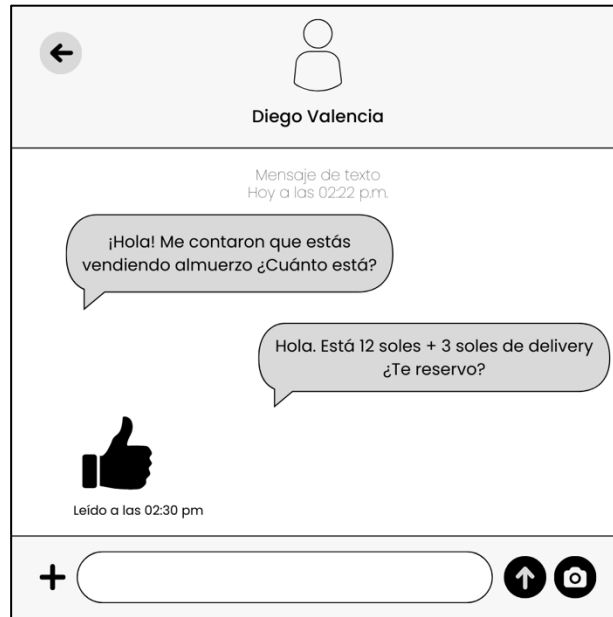 Diego Valencia
Mensaje de texto
Hoy a las 02:22 p.m.
¡Hola! Me contaron que estás
vendiendo almuerzo ¿Cuánto está?
Hola. Está 12 soles + 3 soles de delivery
¿Te reservo?
Leído a las 02:30 pm